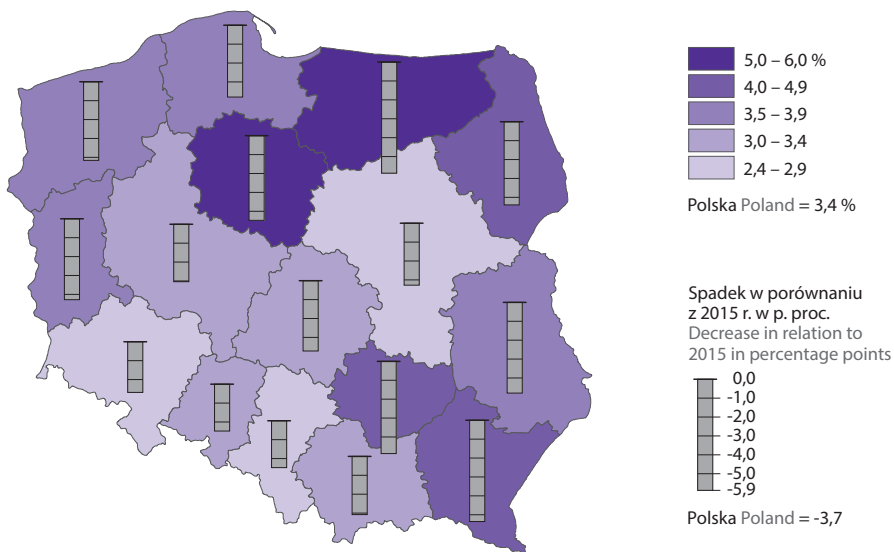 5,0 – 6,0 %
4,0 – 4,9
3,5 – 3,9
3,0 – 3,4
2,4 – 2,9
Polska Poland = 3,4 %
Spadek w porównaniu
z 2015 r. w p. proc.
Decrease in relation to
2015 in percentage points
0,0
-1,0
-2,0
-3,0
-4,0
-5,0
-5,9
Polska Poland = -3,7